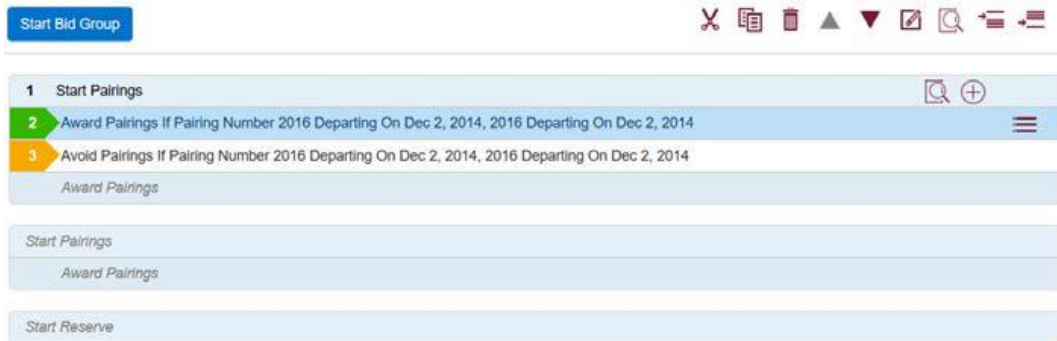 Start Bid Group
1 Start Pairings
2 Award Pairings If Pairing Number 2016 Departing On Dec 2, 2014, 2016 Departing On Dec 2, 2014
3 Avoid Pairings If Pairing Number 2016 Departing On Dec 2, 2014, 2016 Departing On Dec 2, 2014
Award Pairings
Start Pairings
Award Pairings
Start Reserve